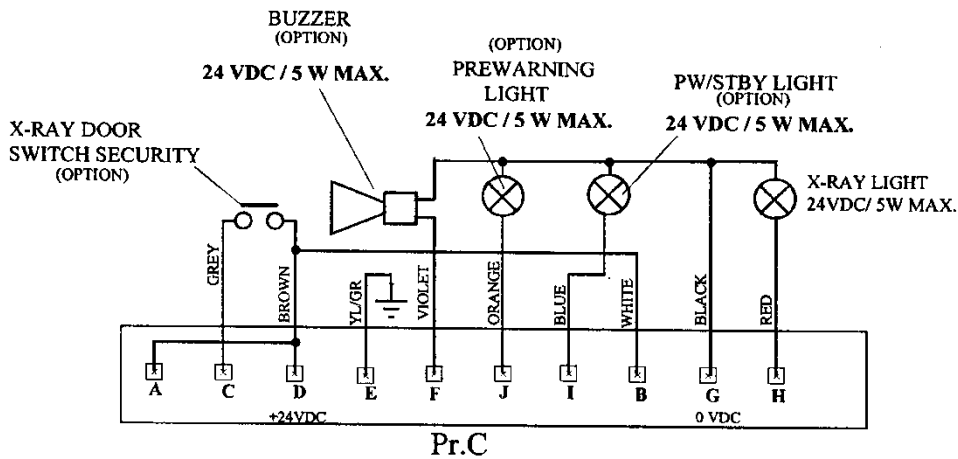 BUZZER
(OPTION)
24 VDC / 5 W MAX.
(OPTION)
PREWARNING
LIGHT
24 VDC / 5 W MAX.
PW/STBY LIGHT
(OPTION)
24 VDC / 5 W MAX.
X-RAY DOOR
SWITCH SECURITY
(OPTION)
X-RAY LIGHT
24VDC/ 5W MAX.
GREY
BROWN
YL/GR
VIOLET
ORANGE
BLUE
WHITE
BLACK
RED
A C D E F J I B G H
+24VDC 0 VDC
Pr.C